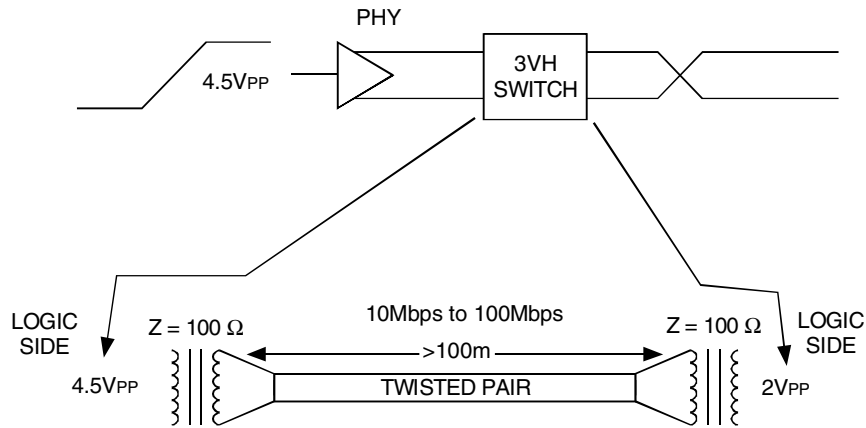 PHY
4.5VPP
3VH
SWITCH
10Mbps to 100Mbps
LOGIC
SIDE
Z = 100 Ω
Z = 100 Ω
LOGIC
SIDE
>100m
4.5VPP
TWISTED PAIR
2VPP